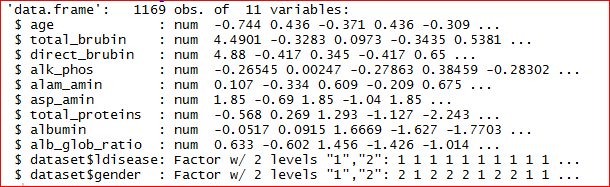 'data.frame':   1169 obs. of  11 variables:
 $ age            : num  -0.744 0.436 -0.371 0.436 -0.309 ...
 $ total_brubin   : num  4.4901 -0.3283 0.0973 -0.3435 0.5381 ...
 $ direct_brubin  : num  4.88 -0.417 0.345 -0.417 0.65 ...
 $ alk_phos       : num  -0.26545 0.00247 -0.27863 0.38459 -0.28302 ...
 $ alam_amin      : num  0.107 -0.334 0.609 -0.209 0.675 ...
 $ asp_amin       : num  1.85 -0.69 1.85 -1.04 1.85 ...
 $ total_proteins : num  -0.568 0.269 1.293 -1.127 -2.243 ...
 $ albumin        : num  -0.0517 0.0915 1.6669 -1.627 -1.7703 ...
 $ alb_glob_ratio : num  0.633 -0.602 1.456 -1.426 -1.014 ...
 $ dataset$ldisease: Factor w/ 2 levels "1","2": 1 1 1 1 1 1 1 1 1 1 ...
 $ dataset$gender  : Factor w/ 2 levels "1","2": 2 1 2 2 2 1 2 2 1 1 ...